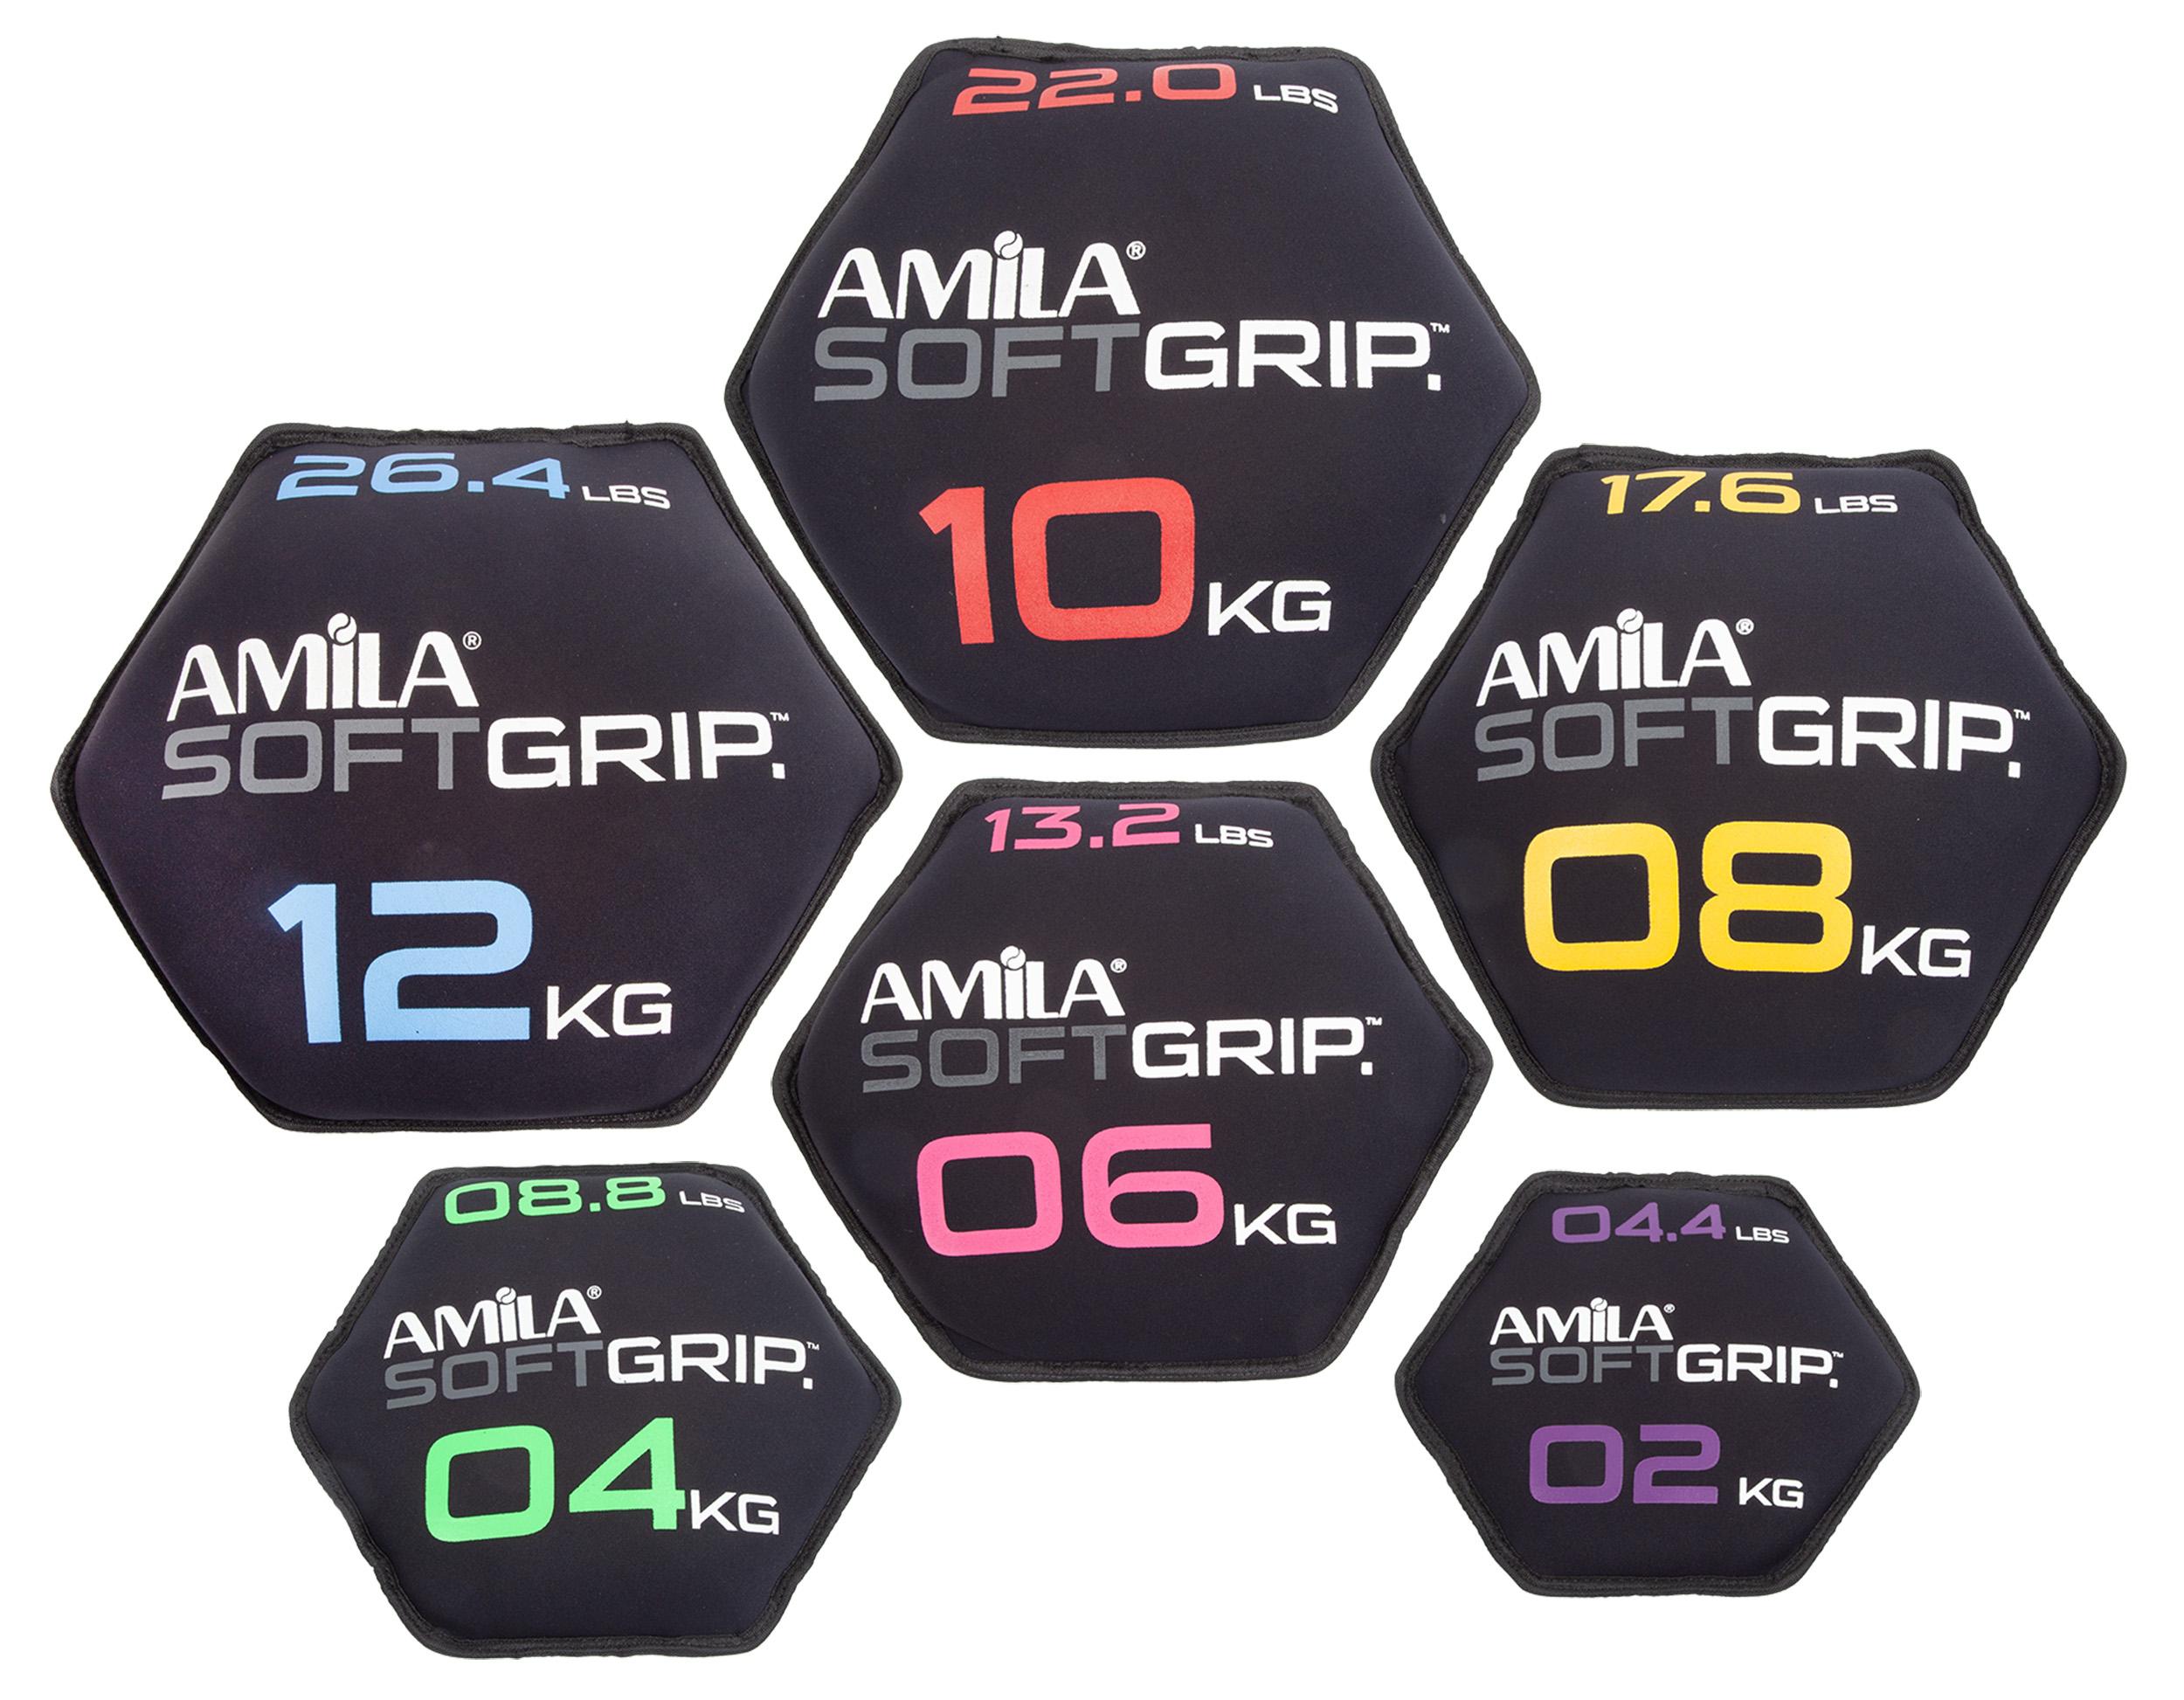 22.0 LBS
AMiLA®
SOFTGRIP.™
10 KG
26.4 LBS
AMiLA®
SOFTGRIP.™
12 KG
17.6 LBS
AMiLA®
SOFTGRIP.™
08 KG
13.2 LBS
AMiLA®
SOFTGRIP.™
06 KG
08.8 LBS
AMiLA®
SOFTGRIP.™
04 KG
04.4 LBS
AMiLA®
SOFTGRIP.™
02 KG